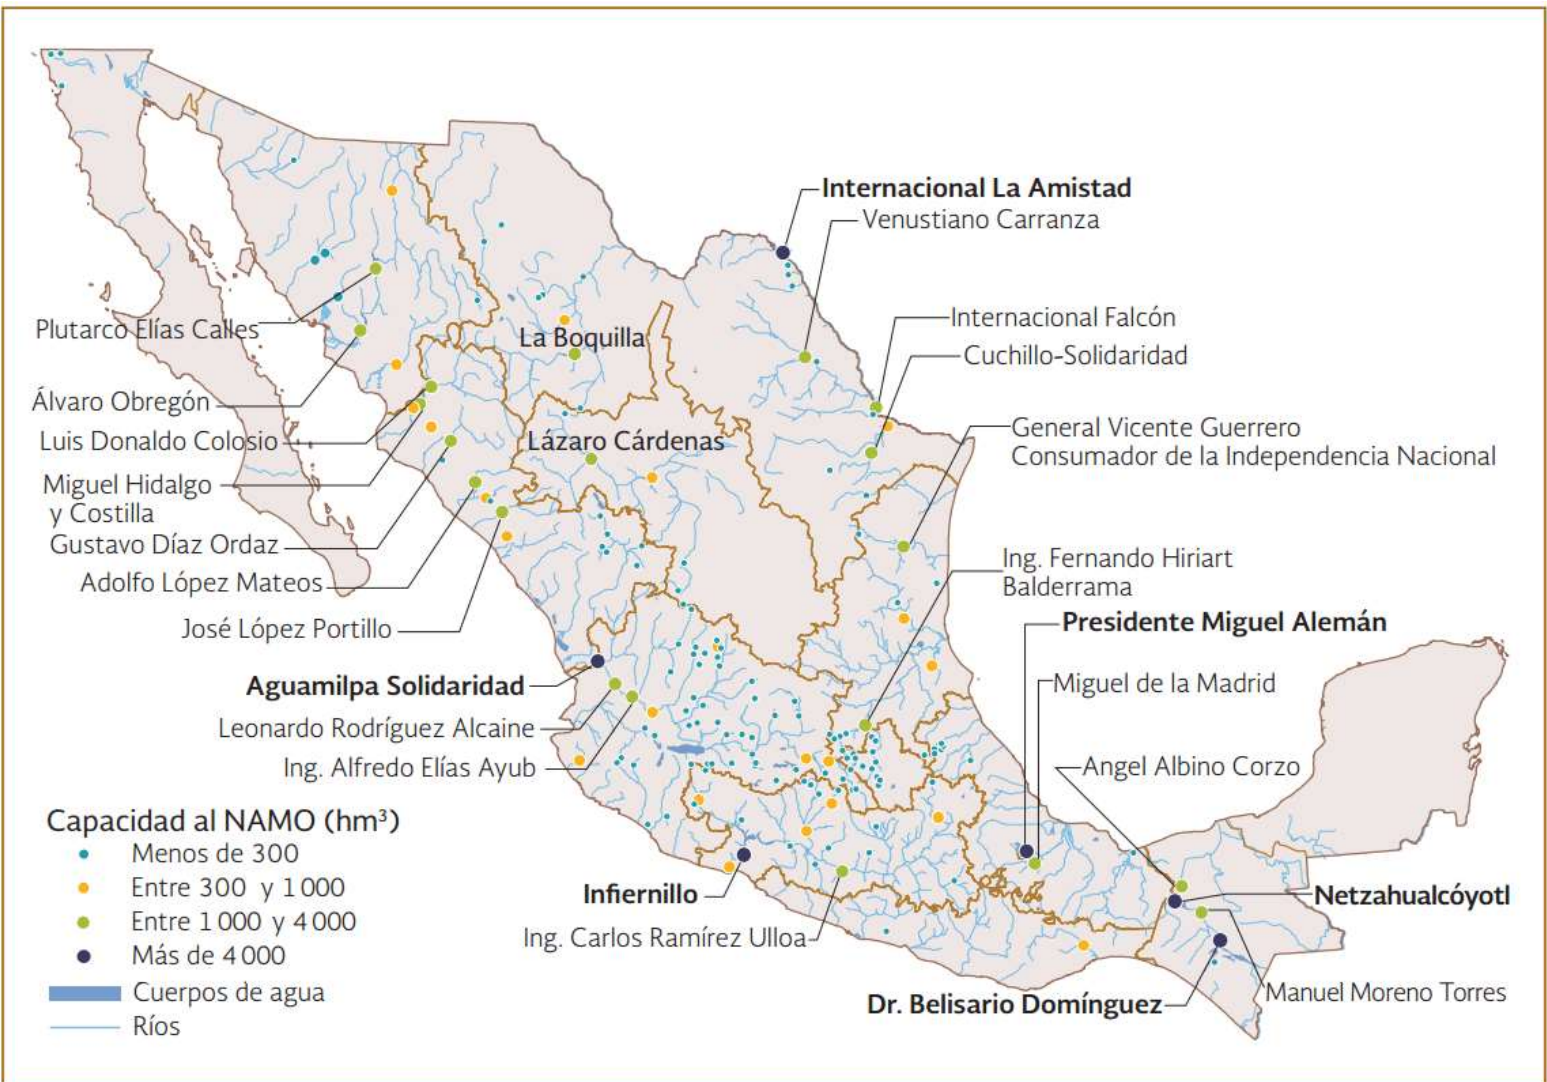 Internacional La Amistad
Venustiano Carranza
Internacional Falcón
Cuchillo-Solidaridad
General Vicente Guerrero
Consumador de la Independencia Nacional
Ing. Fernando Hiriart
Balderrama
Presidente Miguel Alemán
Miguel de la Madrid
Angel Albino Corzo
Netzahualcóyotl
Manuel Moreno Torres
Dr. Belisario Domínguez
La Boquilla
Lázaro Cárdenas
Plutarco Elías Calles
Álvaro Obregón
Luis Donaldo Colosio
Miguel Hidalgo
y Costilla
Gustavo Díaz Ordaz
Adolfo López Mateos
José López Portillo
Aguamilpa Solidaridad
Leonardo Rodríguez Alcaine
Ing. Alfredo Elías Ayub
Infiernillo
Ing. Carlos Ramírez Ulloa
Capacidad al NAMO (hm³)
Menos de 300
Entre 300 y 1 000
Entre 1 000 y 4 000
Más de 4 000
Cuerpos de agua
Ríos